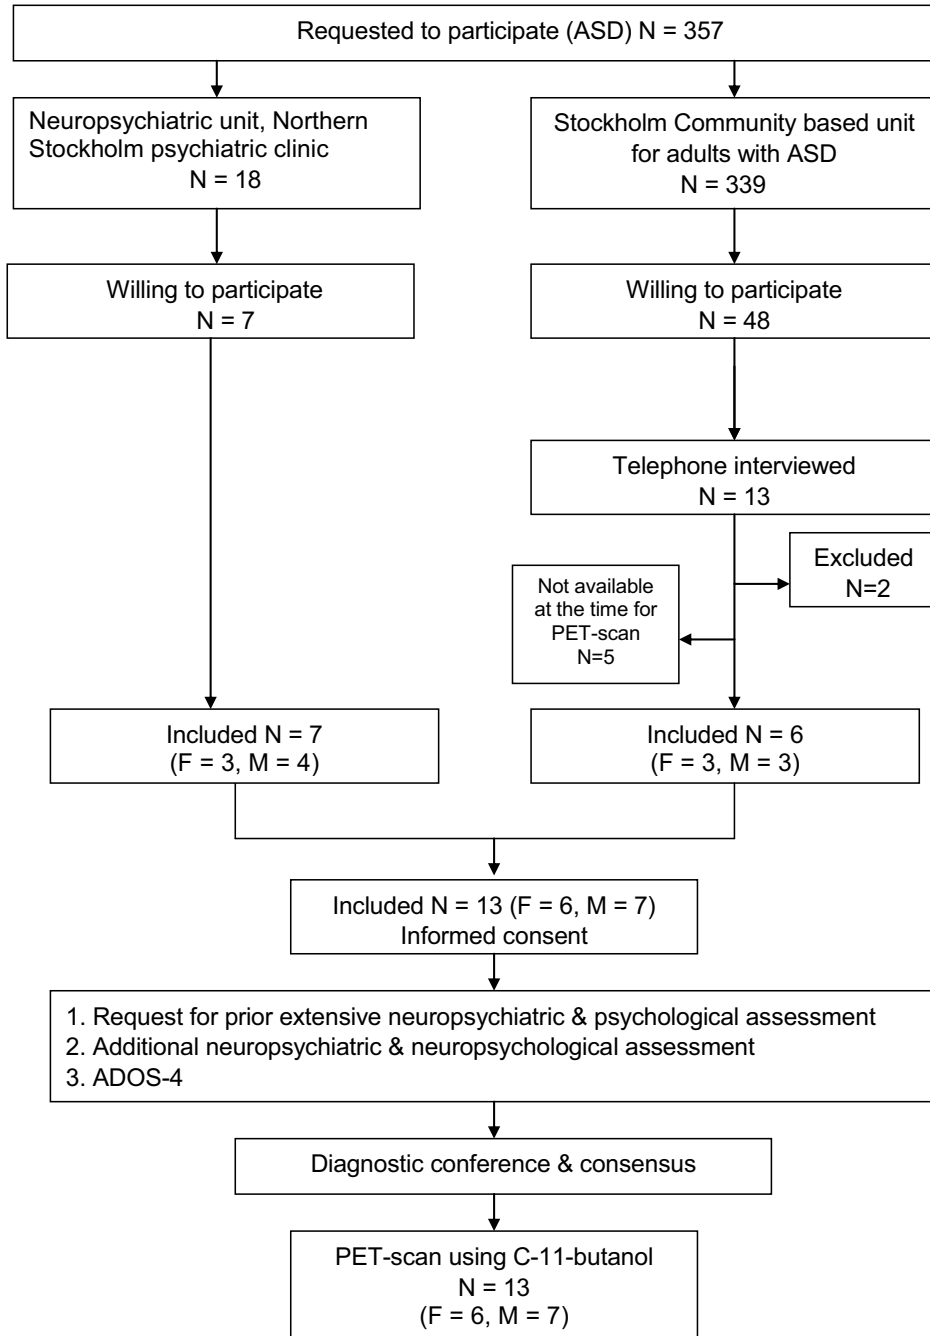 Requested to participate (ASD) N = 357
Neuropsychiatric unit, Northern
Stockholm psychiatric clinic
N = 18
Stockholm Community based unit
for adults with ASD
N = 339
Willing to participate
N = 7
Willing to participate
N = 48
Telephone interviewed
N = 13
Excluded
N=2
Not available
at the time for
PET-scan
N=5
Included N = 7
(F = 3, M = 4)
Included N = 6
(F = 3, M = 3)
Included N = 13 (F = 6, M = 7)
Informed consent
1. Request for prior extensive neuropsychiatric & psychological assessment
2. Additional neuropsychiatric & neuropsychological assessment
3. ADOS-4
Diagnostic conference & consensus
PET-scan using C-11-butanol
N = 13
(F = 6, M = 7)